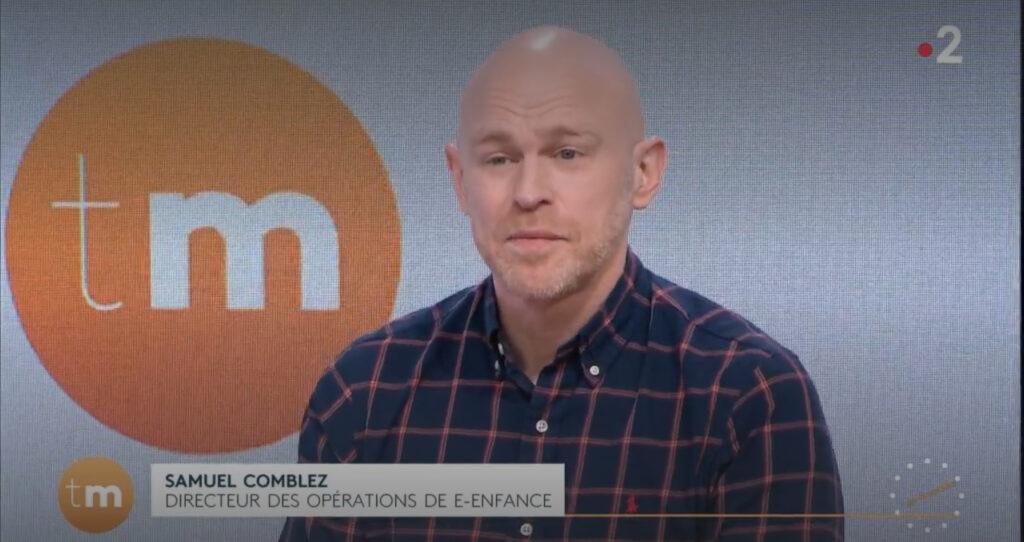 2
tm
tm
SAMUEL COMBLEZ
DIRECTEUR DES OPÉRATIONS DE E-ENFANCE